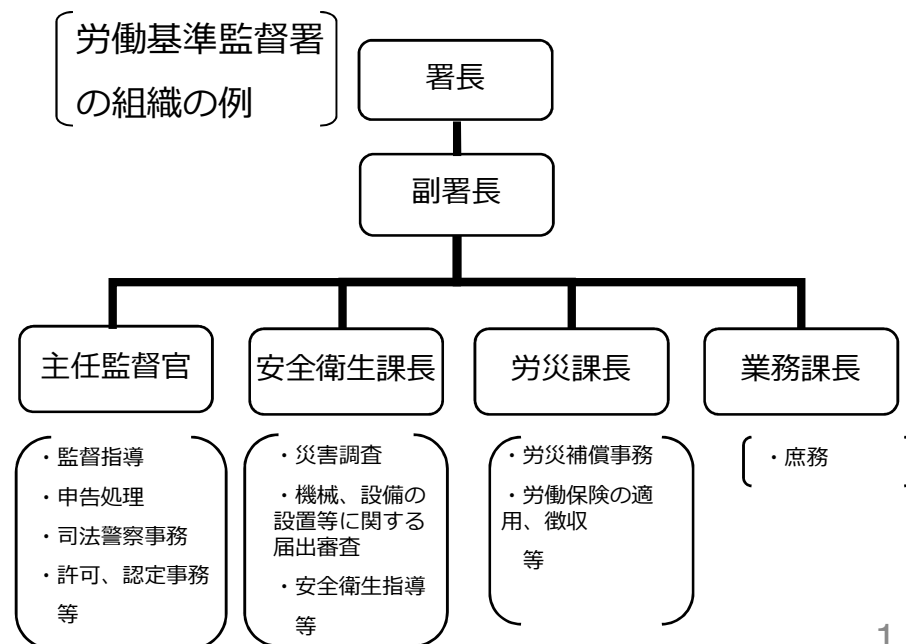 労働基準監督署
の組織の例
署長
副署長
主任監督官
安全衛生課長
労災課長
業務課長
・監督指導
・申告処理
・司法警察事務
・許可、認定事務
等
・災害調査
・機械、設備の
設置等に関する
届出審査
・安全衛生指導
等
・労災補償事務
・労働保険の適
用、徴収
等
・庶務
1